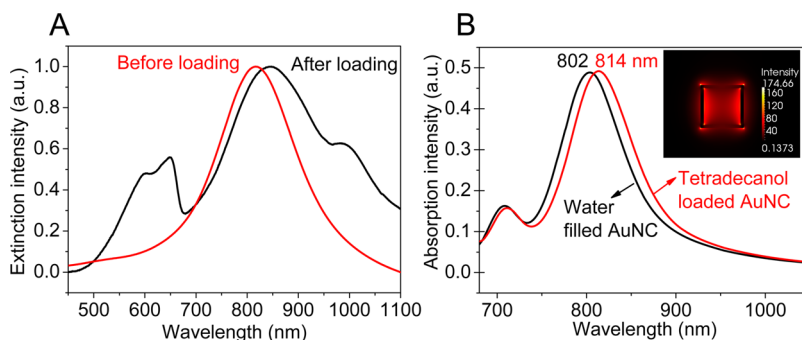 A
Before loading
After loading
1.0
0.8
0.6
0.4
0.2
0.0
Extinction intensity (a.u.)
500 600 700 800 900 1000 1100
Wavelength (nm)
B
802 814 nm
0.5
0.4
0.3
0.2
0.1
0.0
Absorption intensity (a.u.)
Intensity
174.66
160
120
80
40
0.1373
Tetradecanol
loaded AuNC
Water
filled AuNC
700 800 900 1000
Wavelength (nm)